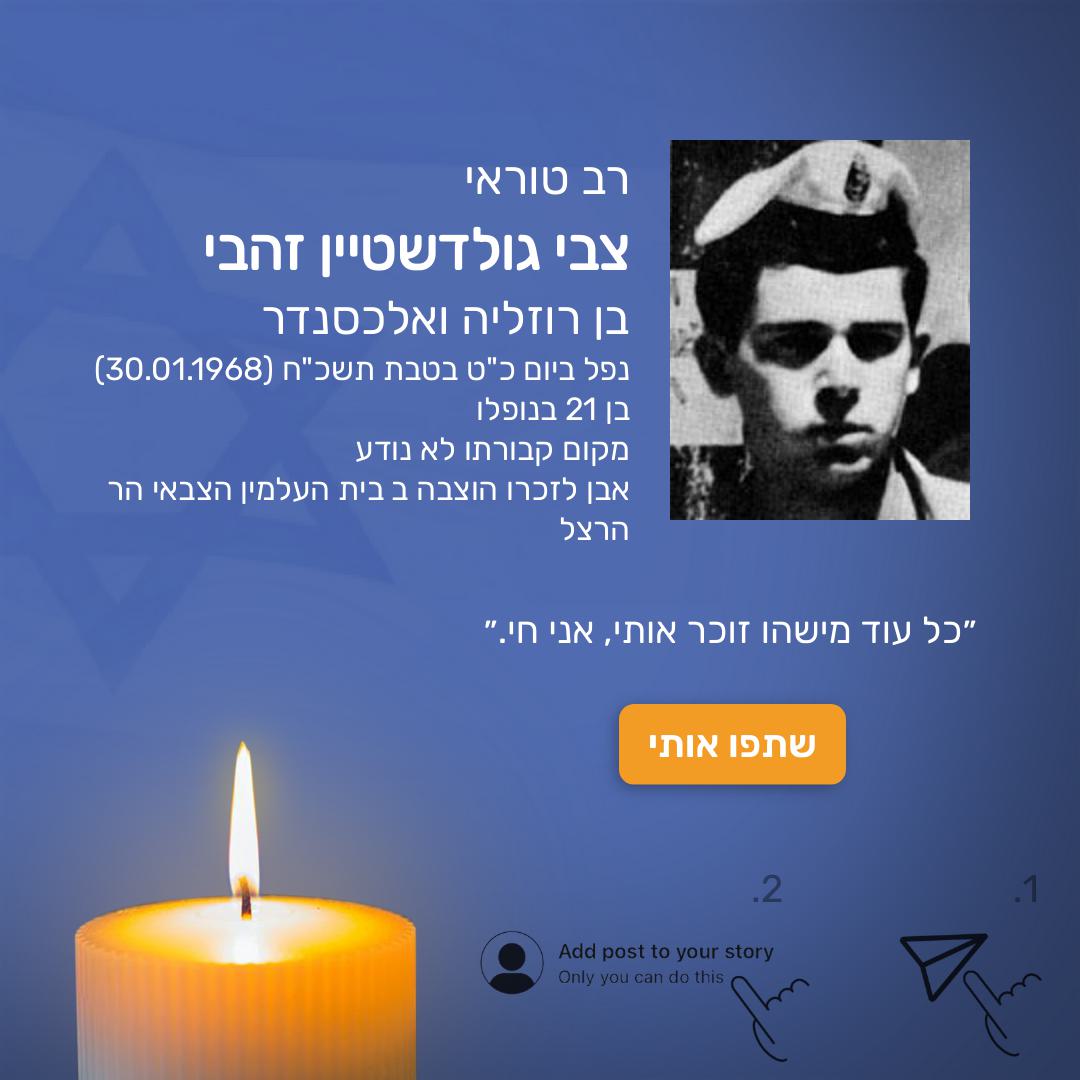 רב טוראי
צבי גולדשטיין זהבי
בן רוזליה ואלכסנדר
נפל ביום כ"ט בטבת תשכ"ח (30.01.1968)
בן 21 בנופלו
מקום קבורתו לא נודע
אבן לזכרו הוצבה ב בית העלמין הצבאי הר
הרצל
״כל עוד מישהו זוכר אותי, אני חי.״
שתפו אותי
1.
2.
Add post to your story
Only you can do this